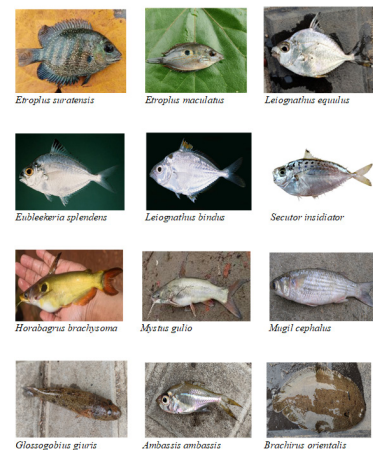 Etroplus suratensis
Etroplus maculatus
Leiognathus equulus
Eubleekeria splendens
Leiognathus bindus
Secutor insidiator
Horabagrus brachysoma
Mystus gulio
Mugil cephalus
Glossogobius giuris
Ambassis ambassis
Brachirus orientalis